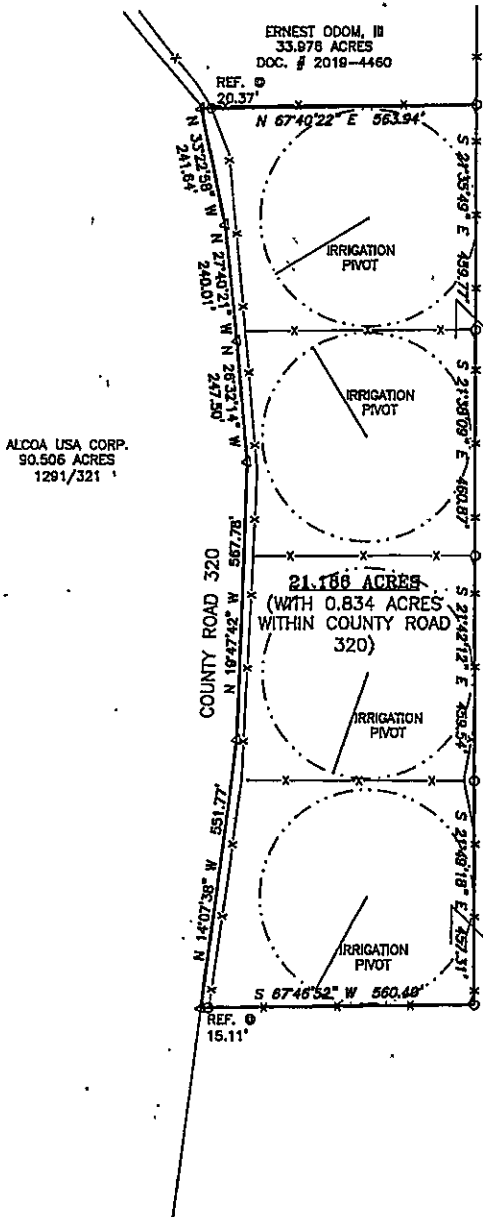 ERNEST ODOM, III
33.976 ACRES
DOC. # 2019-4460
REF. @
20.37'
N 67°40'22" E 563.94'
N 33°22'58" W
241.64'
S 21°35'49" E 459.77'
IRRIGATION
PIVOT
N 27°40'21" W
240.01'
N 26°32'14" W
247.50'
IRRIGATION
PIVOT
S 21°38'09" E 460.87'
ALCOA USA CORP.
90.506 ACRES
1291/321
COUNTY ROAD 320
N 19°47'42" W 567.78'
21.186 ACRES
(WITH 0.834 ACRES
WITHIN COUNTY ROAD
320)
S 21°42'12" E 459.54'
IRRIGATION
PIVOT
N 14°07'38" W 551.77'
S 21°49'18" E 457.31'
IRRIGATION
PIVOT
S 67°46'52" W 560.40'
REF. @
15.11'